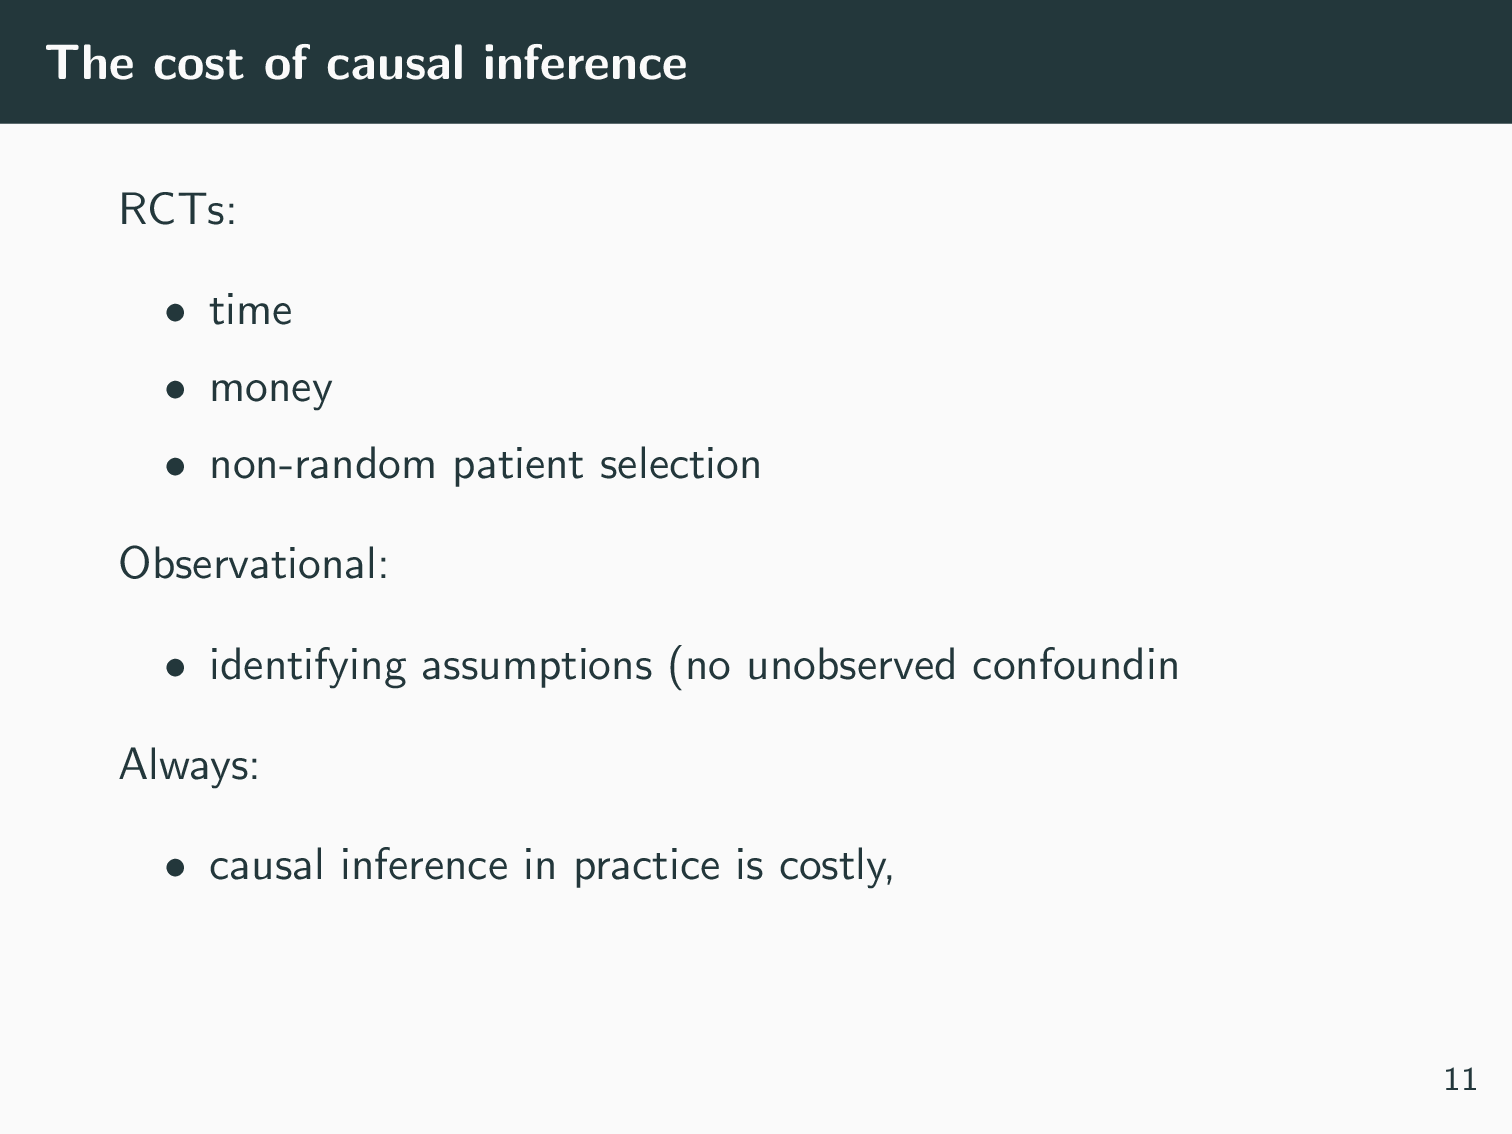 The cost of causal inference
RCTs:
• time
• money
• non-random patient selection
Observational:
• identifying assumptions (no unobserved confoundin
Always:
• causal inference in practice is costly,
11